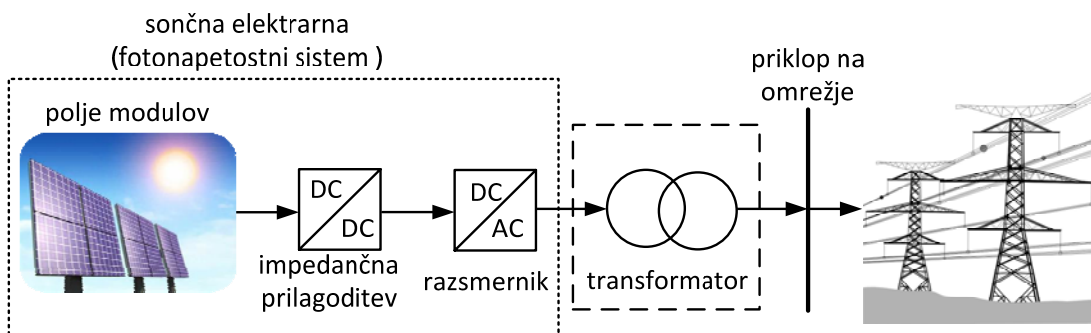 sončna elektrarna
(fotonapetostni sistem )
polje modulov
DC
DC
impedančna
prilagoditev
DC
AC
razsmernik
transformator
priklop na
omrežje